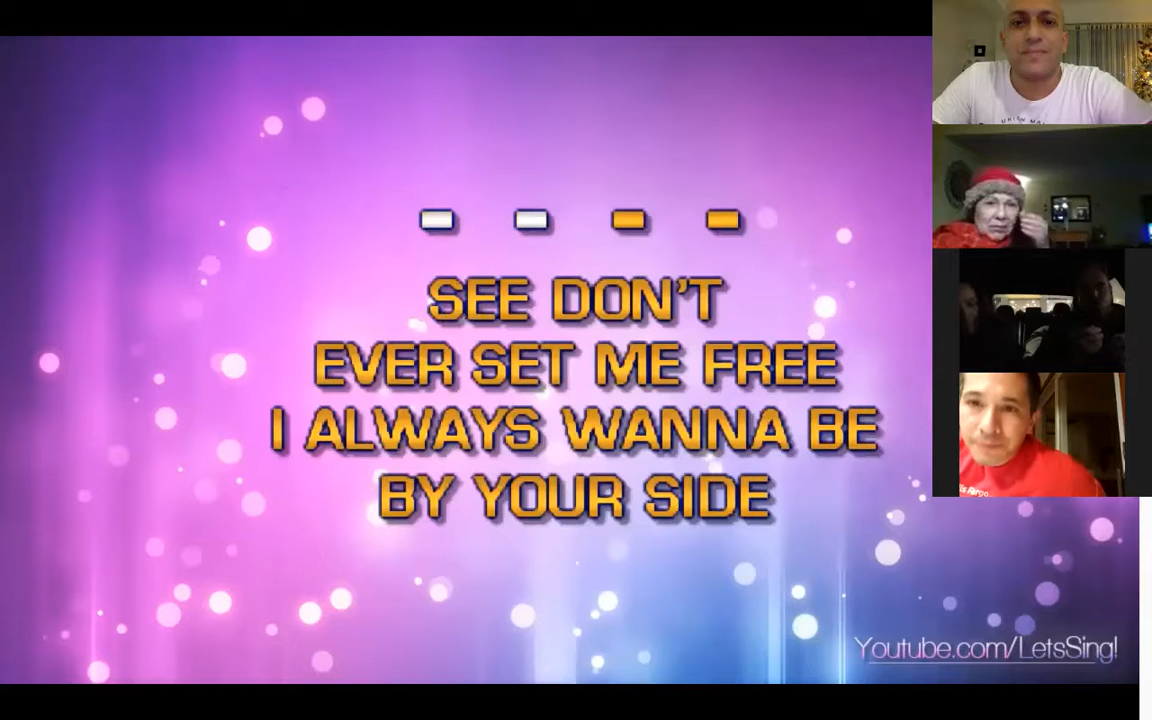 SEE DON'T
EVER SET ME FREE
I ALWAYS WANNA BE
BY YOUR SIDE
Youtube.com/LetsSing!